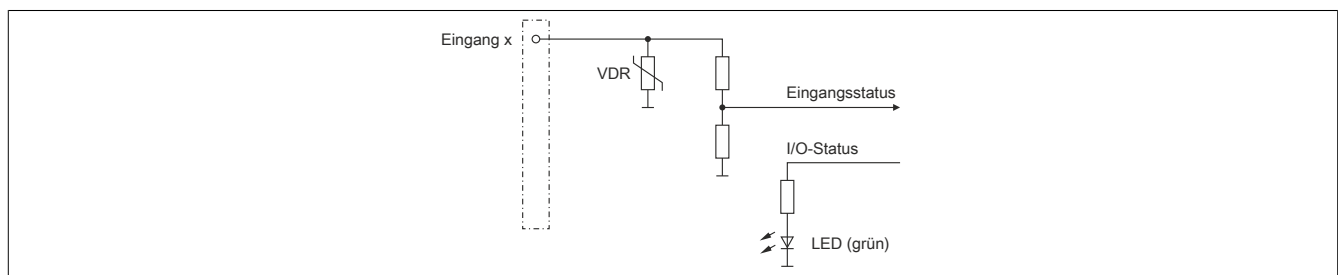 Eingang x
VDR
Eingangsstatus
I/O-Status
LED (grün)